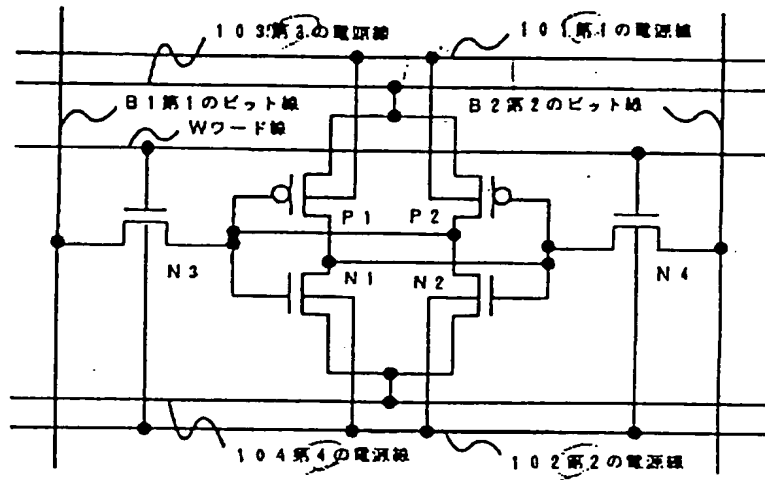 103第3の電源線
101第1の電源線
B1第1のビット線
B2第2のビット線
Wワード線
P1
P2
N3
N1
N2
N4
104第4の電源線
102第2の電源線